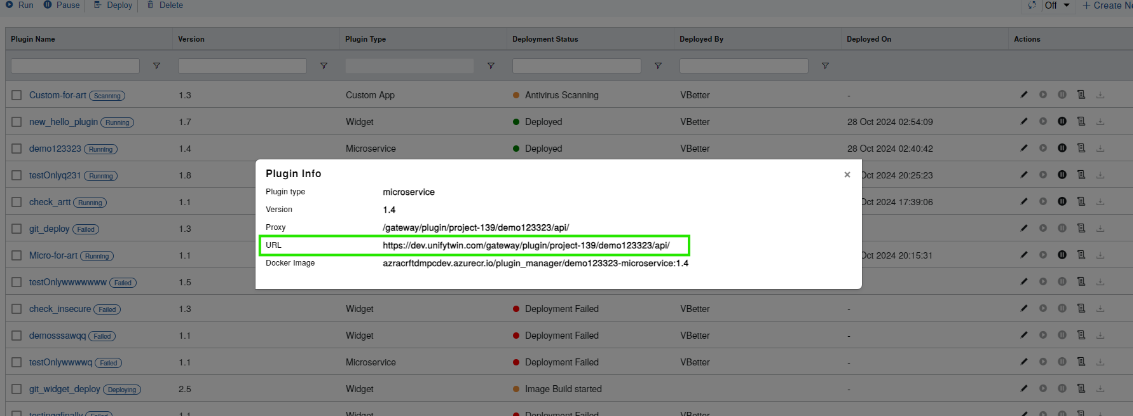 Run Pause Deploy Delete Off + Create Ne
Plugin Name Version Plugin Type Deployment Status Deployed By Deployed On Actions
Custom-for-art Scanning 1.3 Custom App Antivirus Scanning VBetter -
new_hello_plugin Running 1.7 Widget Deployed VBetter 28 Oct 2024 02:54:09
demo123323 Running 1.4 Microservice Deployed VBetter 28 Oct 2024 02:40:42
testOnlyq231 Running 1.8 Oct 2024 20:25:23
check_artt Running 1.1 Oct 2024 17:39:06
git_deploy Failed 1.3
Micro-for-art Running 1.1 Oct 2024 20:15:31
testOnlywwwwwww Failed 1.5
Plugin Info ×
Plugin type microservice
Version 1.4
Proxy /gateway/plugin/project-139/demo123323/api/
URL https://dev.unifytwin.com/gateway/plugin/project-139/demo123323/api/
Docker Image azracrftdmpcdev.azurecr.io/plugin_manager/demo123323-microservice:1.4
check_insecure Failed 1.3 Widget Deployment Failed VBetter -
demosssawqq Failed 1.1 Widget Deployment Failed VBetter -
testOnlywwwwq Failed 1.1 Microservice Deployment Failed VBetter -
git_widget_deploy Deploying 2.5 Widget Image Build started -
testingfinally 1.1 Widget Deployment Failed VBetter